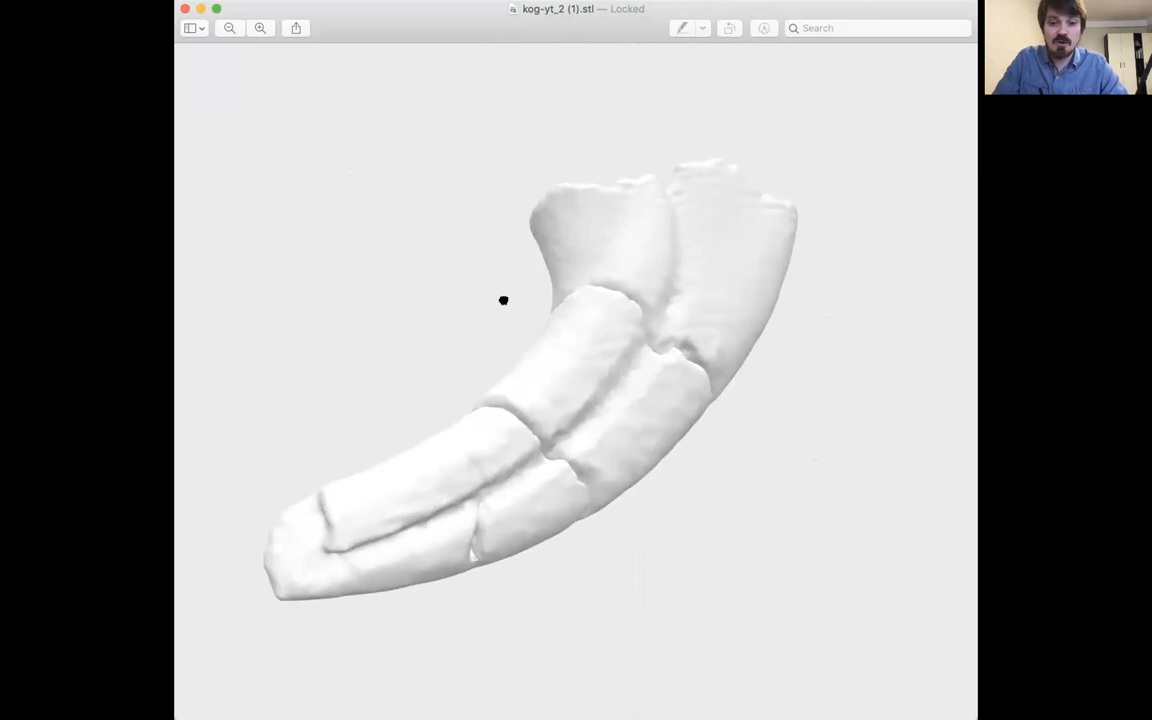 kog-yt_2 (1).stl — Locked
Search